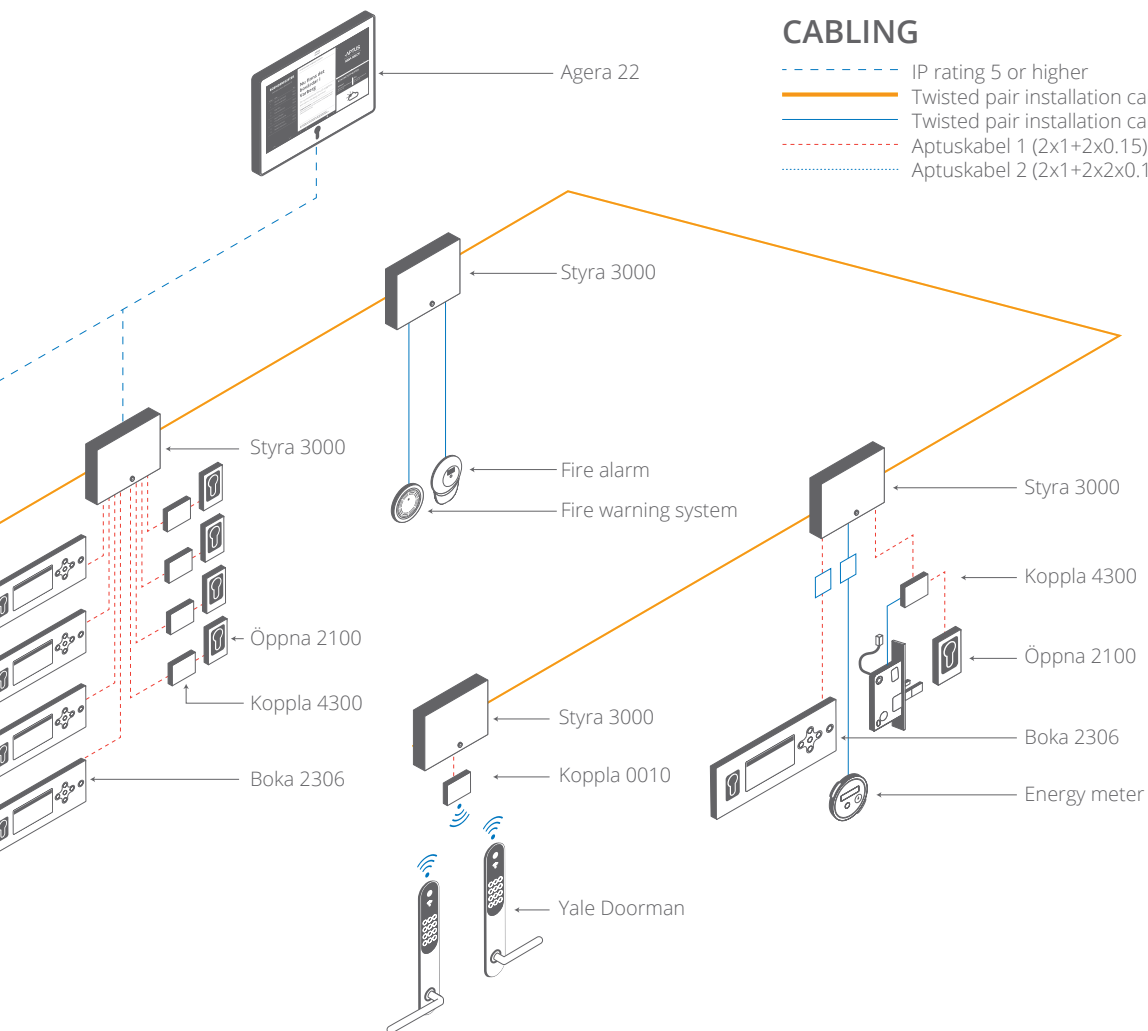 CABLING
Agera 22
IP rating 5 or higher
Twisted pair installation ca
Twisted pair installation ca
Aptuskabel 1 (2x1+2x0.15)
Aptuskabel 2 (2x1+2x2x0.1
APTUS
Styra 3000
Styra 3000
Fire alarm
Fire warning system
Styra 3000
Koppla 4300
Öppna 2100
Öppna 2100
Koppla 4300
Styra 3000
Boka 2306
Koppla 0010
Boka 2306
Energy meter
Yale Doorman